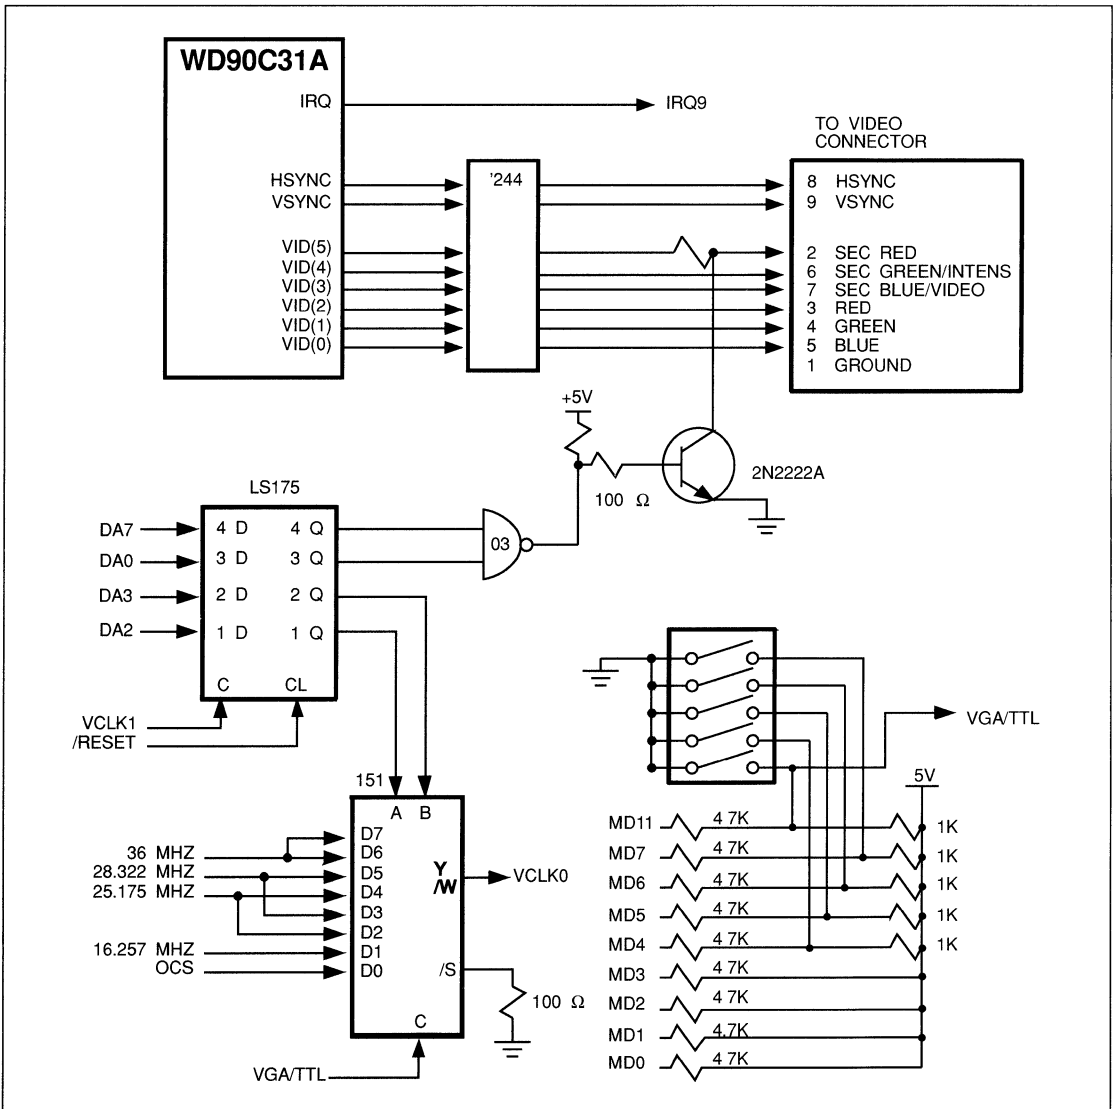 WD90C31A
IRQ
IRQ9
TO VIDEO
CONNECTOR
HSYNC
VSYNC
'244
8 HSYNC
9 VSYNC
VID(5)
VID(4)
VID(3)
VID(2)
VID(1)
VID(0)
2 SEC RED
6 SEC GREEN/INTENS
7 SEC BLUE/VIDEO
3 RED
4 GREEN
5 BLUE
1 GROUND
+5V
100 Ω
2N2222A
LS175
DA7
DA0
DA3
DA2
4 D
3 D
2 D
1 D
4 Q
3 Q
2 Q
1 Q
C
CL
03
VCLK1
/RESET
VGA/TTL
5V
151
A B
36 MHZ
28.322 MHZ
25.175 MHZ
16.257 MHZ
OCS
D7
D6
D5
D4
D3
D2
D1
D0
Y
/W
VCLK0
/S
100 Ω
C
VGA/TTL
MD11 4 7K 1K
MD7 4 7K 1K
MD6 4 7K 1K
MD5 4 7K 1K
MD4 4 7K 1K
MD3 4 7K
MD2 4 7K
MD1 4.7K
MD0 4 7K